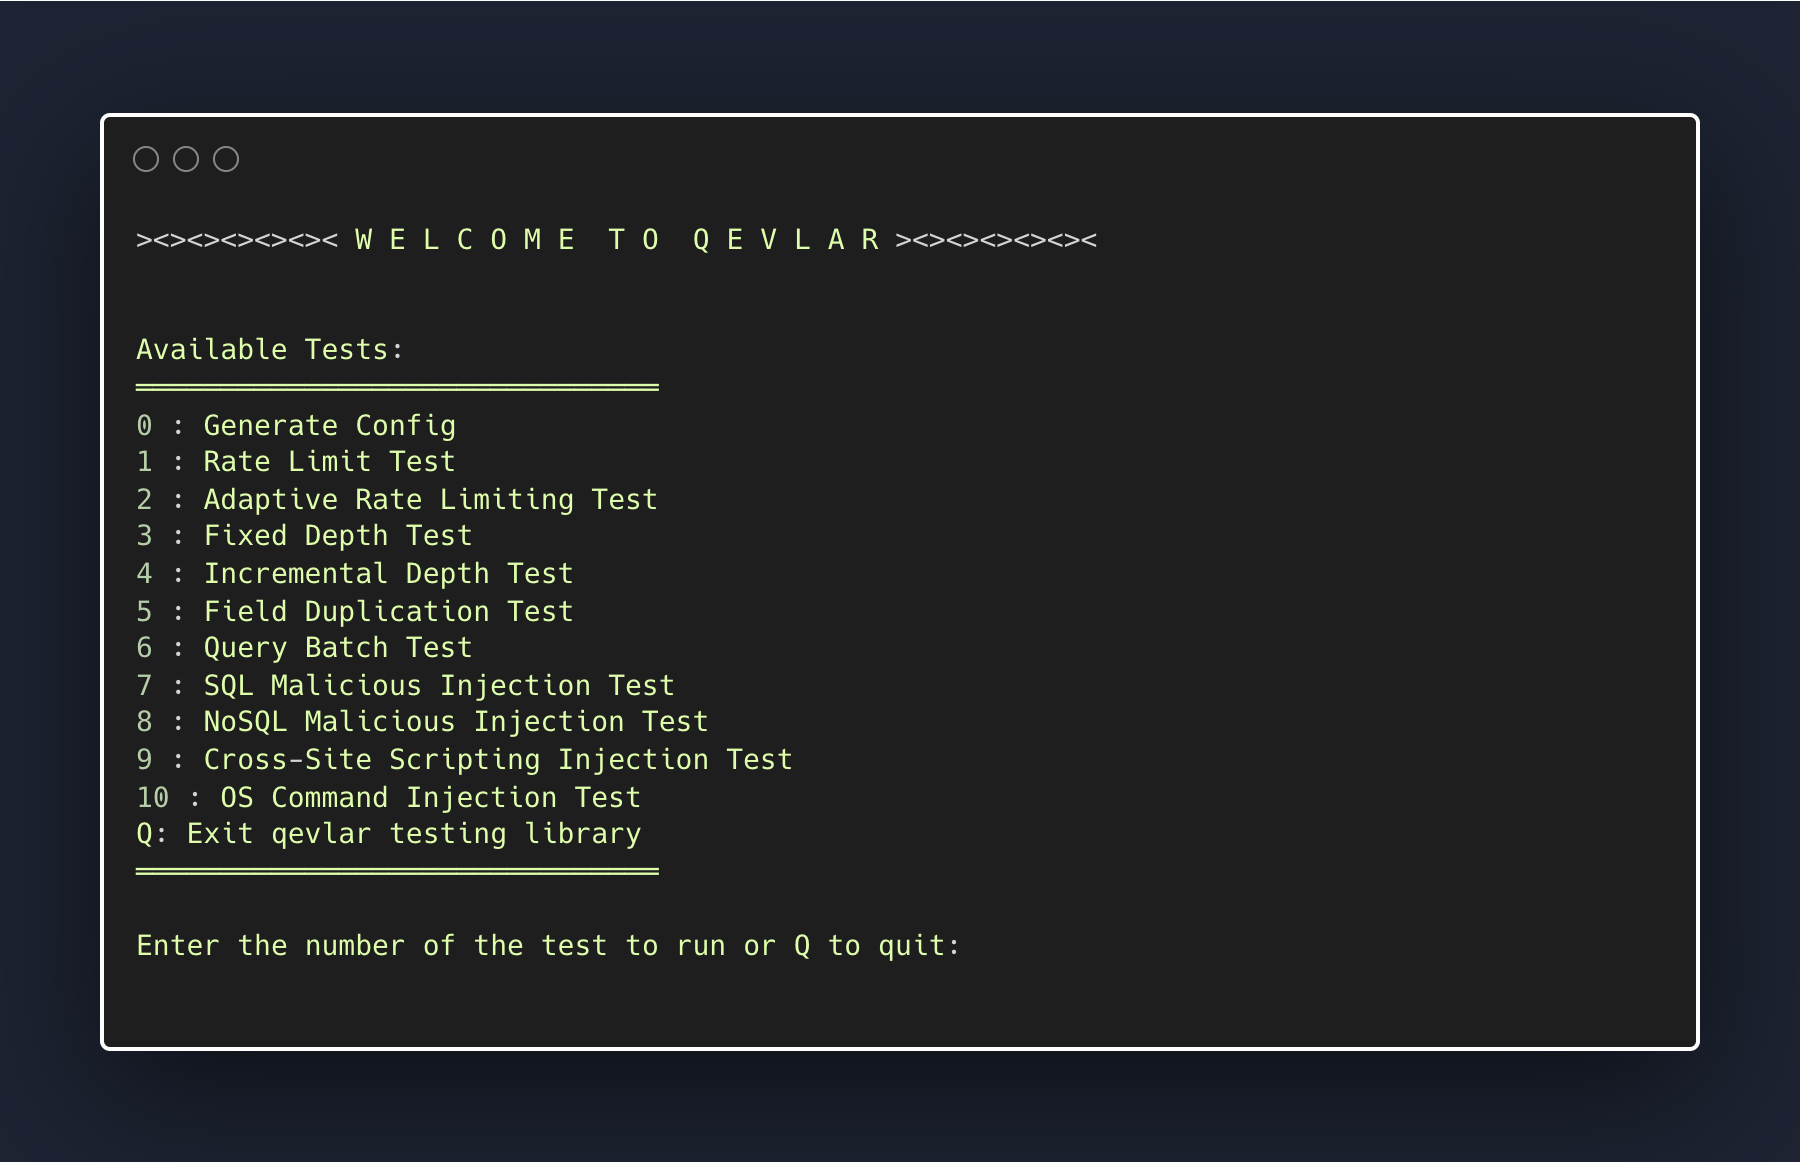 ><><><><><>< W E L C O M E  T O  Q E V L A R ><><><><><><
Available Tests:
═══════════════════════════════
0 : Generate Config
1 : Rate Limit Test
2 : Adaptive Rate Limiting Test
3 : Fixed Depth Test
4 : Incremental Depth Test
5 : Field Duplication Test
6 : Query Batch Test
7 : SQL Malicious Injection Test
8 : NoSQL Malicious Injection Test
9 : Cross-Site Scripting Injection Test
10 : OS Command Injection Test
Q: Exit qevlar testing library
═══════════════════════════════
Enter the number of the test to run or Q to quit: